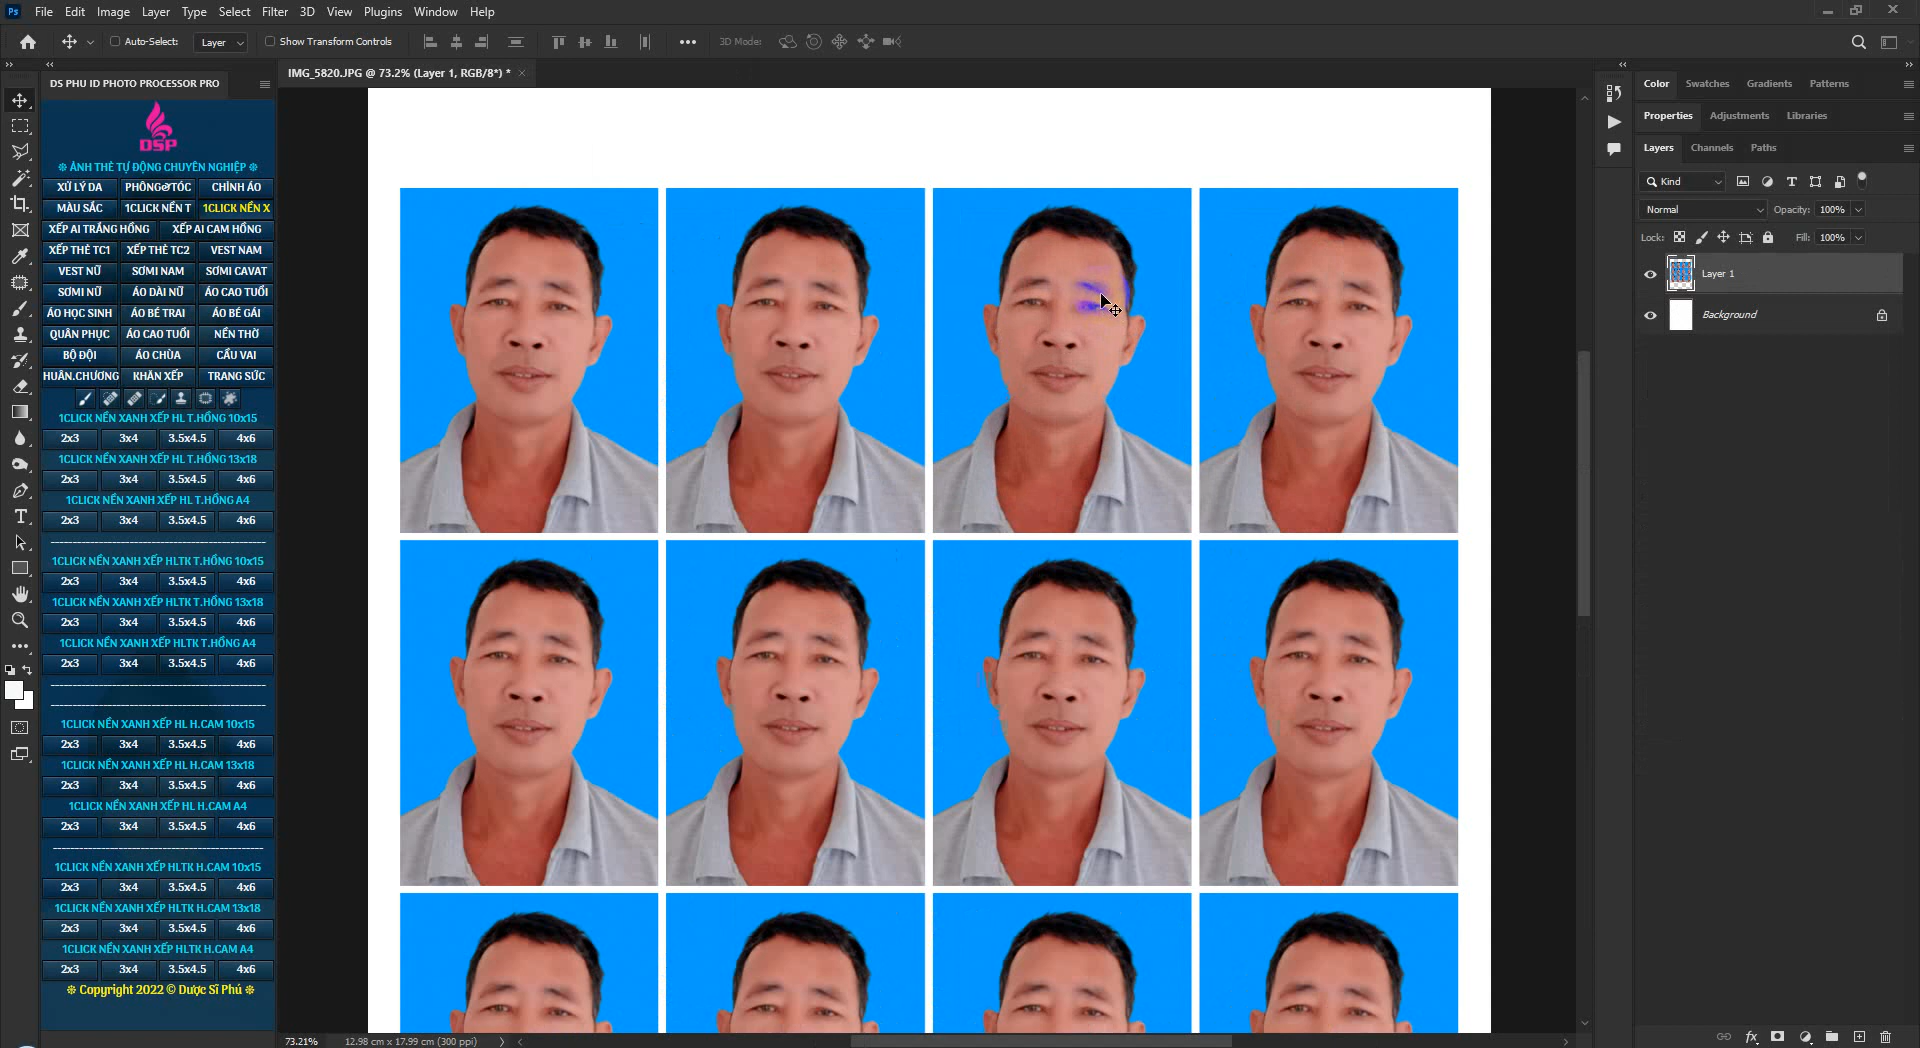 Ps File Edit Image Layer Type Select Filter 3D View Plugins Window Help
Auto-Select: Layer Show Transform Controls 3D Mode:
IMG_5820.JPG @ 73.2% (Layer 1, RGB/8*) *
DS PHU ID PHOTO PROCESSOR PRO
DSP
❊ ẢNH THẺ TỰ ĐỘNG CHUYÊN NGHIỆP ❊
XỬ LÝ DA PHÔNG&TÓC CHỈNH ÁO
MÀU SẮC 1CLICK NỀN T 1CLICK NỀN X
XẾP AI TRẮNG HỒNG XẾP AI CAM HỒNG
XẾP THẺ TC1 XẾP THẺ TC2 VEST NAM
VEST NỮ SƠMI NAM SƠMI CAVAT
SƠMI NỮ ÁO DÀI NỮ ÁO CAO TUỔI
ÁO HỌC SINH ÁO BÉ TRAI ÁO BÉ GÁI
QUÂN PHỤC ÁO CAO TUỔI NỀN THỜ
BỘ ĐỘI ÁO CHÙA CẦU VAI
HUÂN.CHƯƠNG KHĂN XẾP TRANG SỨC
1CLICK NỀN XANH XẾP HL T.HỒNG 10x15
2x3 3x4 3.5x4.5 4x6
1CLICK NỀN XANH XẾP HL T.HỒNG 13x18
2x3 3x4 3.5x4.5 4x6
1CLICK NỀN XANH XẾP HL T.HỒNG A4
2x3 3x4 3.5x4.5 4x6
1CLICK NỀN XANH XẾP HLTK T.HỒNG 10x15
2x3 3x4 3.5x4.5 4x6
1CLICK NỀN XANH XẾP HLTK T.HỒNG 13x18
2x3 3x4 3.5x4.5 4x6
1CLICK NỀN XANH XẾP HLTK T.HỒNG A4
2x3 3x4 3.5x4.5 4x6
1CLICK NỀN XANH XẾP HL H.CAM 10x15
2x3 3x4 3.5x4.5 4x6
1CLICK NỀN XANH XẾP HL H.CAM 13x18
2x3 3x4 3.5x4.5 4x6
1CLICK NỀN XANH XẾP HL H.CAM A4
2x3 3x4 3.5x4.5 4x6
1CLICK NỀN XANH XẾP HLTK H.CAM 10x15
2x3 3x4 3.5x4.5 4x6
1CLICK NỀN XANH XẾP HLTK H.CAM 13x18
2x3 3x4 3.5x4.5 4x6
1CLICK NỀN XANH XẾP HLTK H.CAM A4
2x3 3x4 3.5x4.5 4x6
❊ Copyright 2022 © Dược Sĩ Phú ❊
73.21% 12.98 cm x 17.99 cm (300 ppi)
Color Swatches Gradients Patterns
Properties Adjustments Libraries
Layers Channels Paths
Kind
Normal Opacity: 100%
Lock: Fill: 100%
Layer 1
Background